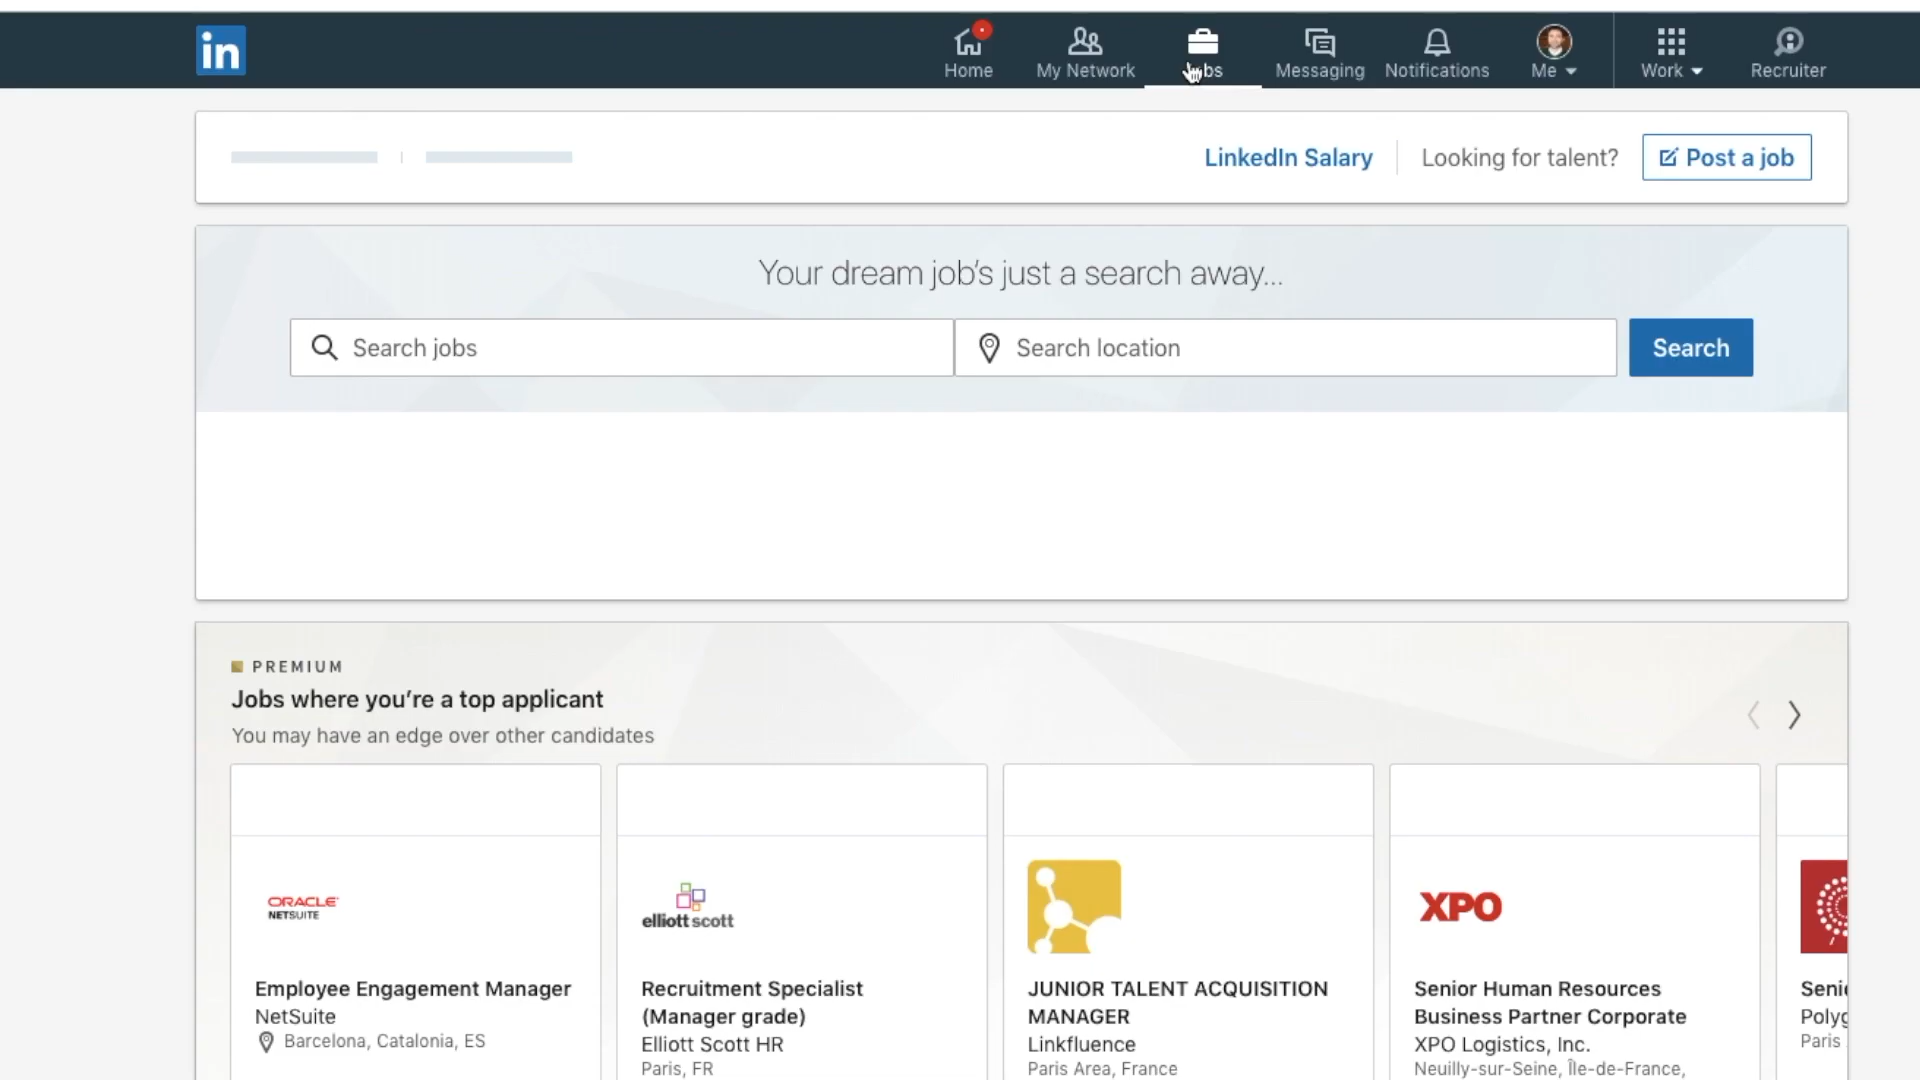 in
Home
My Network
Jobs
Messaging
Notifications
Me
Work
Recruiter
LinkedIn Salary
Looking for talent?
Post a job
Your dream job's just a search away...
Search jobs
Search location
Search
PREMIUM
Jobs where you're a top applicant
You may have an edge over other candidates
ORACLE
NETSUITE
Employee Engagement Manager
NetSuite
Barcelona, Catalonia, ES
elliott scott
Recruitment Specialist
(Manager grade)
Elliott Scott HR
Paris, FR
JUNIOR TALENT ACQUISITION
MANAGER
Linkfluence
Paris Area, France
XPO
Senior Human Resources
Business Partner Corporate
XPO Logistics, Inc.
Neuilly-sur-Seine, Île-de-France,
Paris